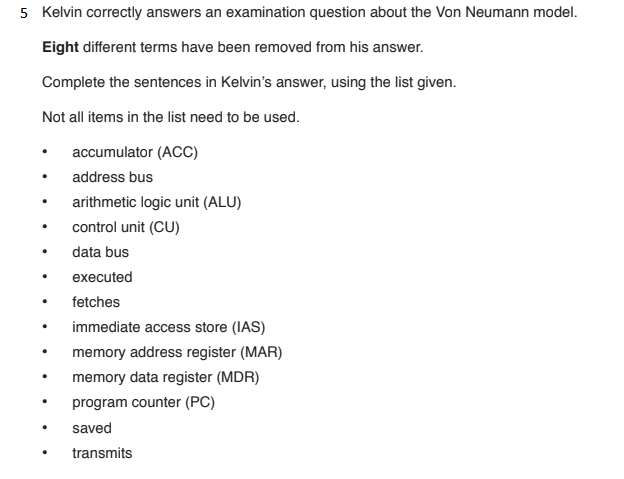 5 Kelvin correctly answers an examination question about the Von Neumann model.
Eight different terms have been removed from his answer.
Complete the sentences in Kelvin's answer, using the list given.
Not all items in the list need to be used.
• accumulator (ACC)
• address bus
• arithmetic logic unit (ALU)
• control unit (CU)
• data bus
• executed
• fetches
• immediate access store (IAS)
• memory address register (MAR)
• memory data register (MDR)
• program counter (PC)
• saved
• transmits